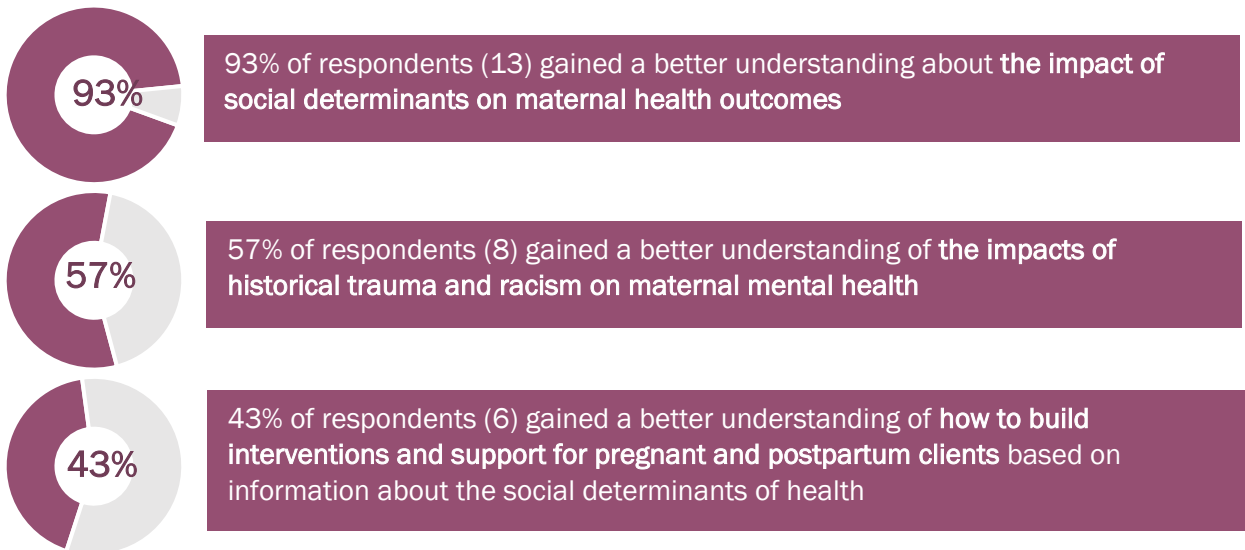 93%
93% of respondents (13) gained a better understanding about the impact of
social determinants on maternal health outcomes
57%
57% of respondents (8) gained a better understanding of the impacts of
historical trauma and racism on maternal mental health
43%
43% of respondents (6) gained a better understanding of how to build
interventions and support for pregnant and postpartum clients based on
information about the social determinants of health